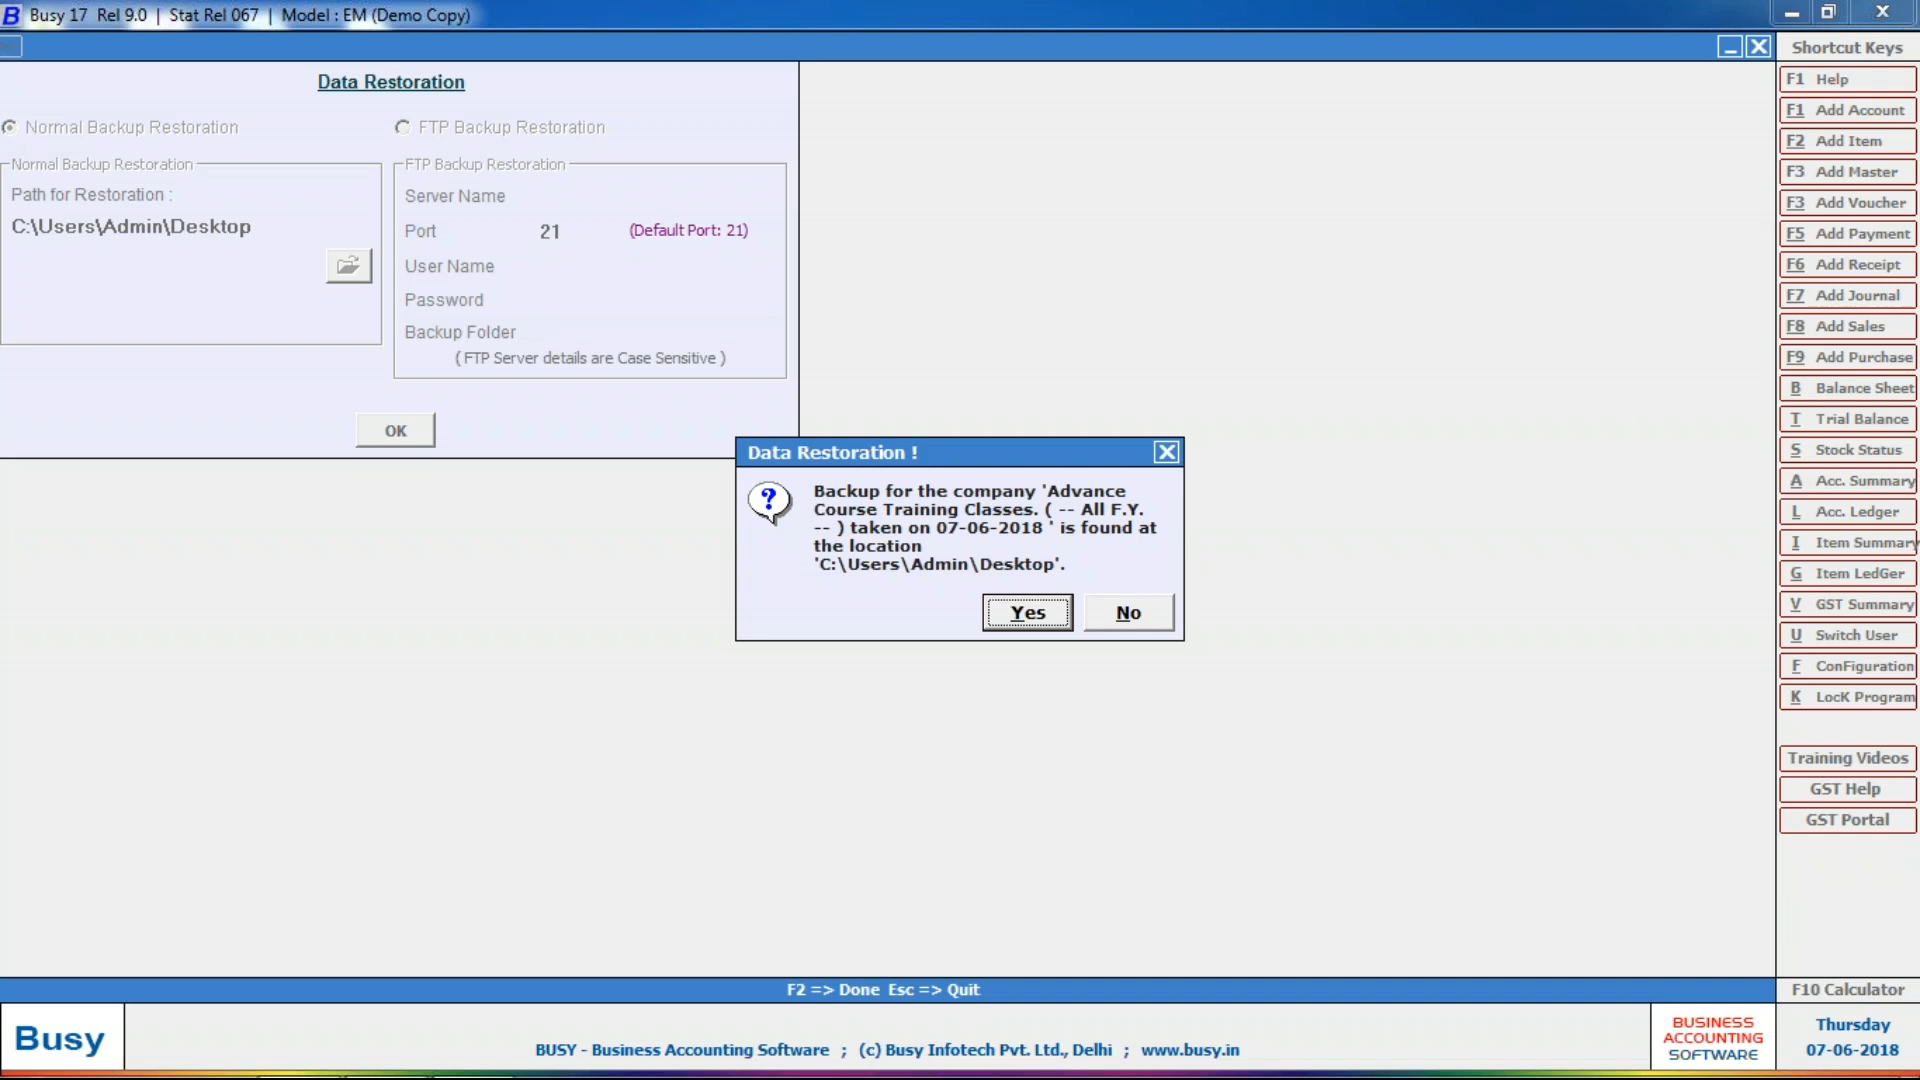 B Busy 17 Rel 9.0 | Stat Rel 067 | Model : EM (Demo Copy)
Data Restoration
Normal Backup Restoration
FTP Backup Restoration
Normal Backup Restoration
Path for Restoration :
C:\Users\Admin\Desktop
FTP Backup Restoration
Server Name
Port 21 (Default Port: 21)
User Name
Password
Backup Folder
( FTP Server details are Case Sensitive )
OK
Data Restoration !
?
Backup for the company 'Advance
Course Training Classes. ( -- All F.Y.
-- ) taken on 07-06-2018 ' is found at
the location
'C:\Users\Admin\Desktop'.
Yes
No
Shortcut Keys
F1 Help
F1 Add Account
F2 Add Item
F3 Add Master
F3 Add Voucher
F5 Add Payment
F6 Add Receipt
F7 Add Journal
F8 Add Sales
F9 Add Purchase
B Balance Sheet
T Trial Balance
S Stock Status
A Acc. Summary
L Acc. Ledger
I Item Summary
G Item LedGer
V GST Summary
U Switch User
F ConFiguration
K LocK Program
Training Videos
GST Help
GST Portal
F2 => Done Esc => Quit
F10 Calculator
Busy
BUSY - Business Accounting Software ; (c) Busy Infotech Pvt. Ltd., Delhi ; www.busy.in
BUSINESS
ACCOUNTING
SOFTWARE
Thursday
07-06-2018